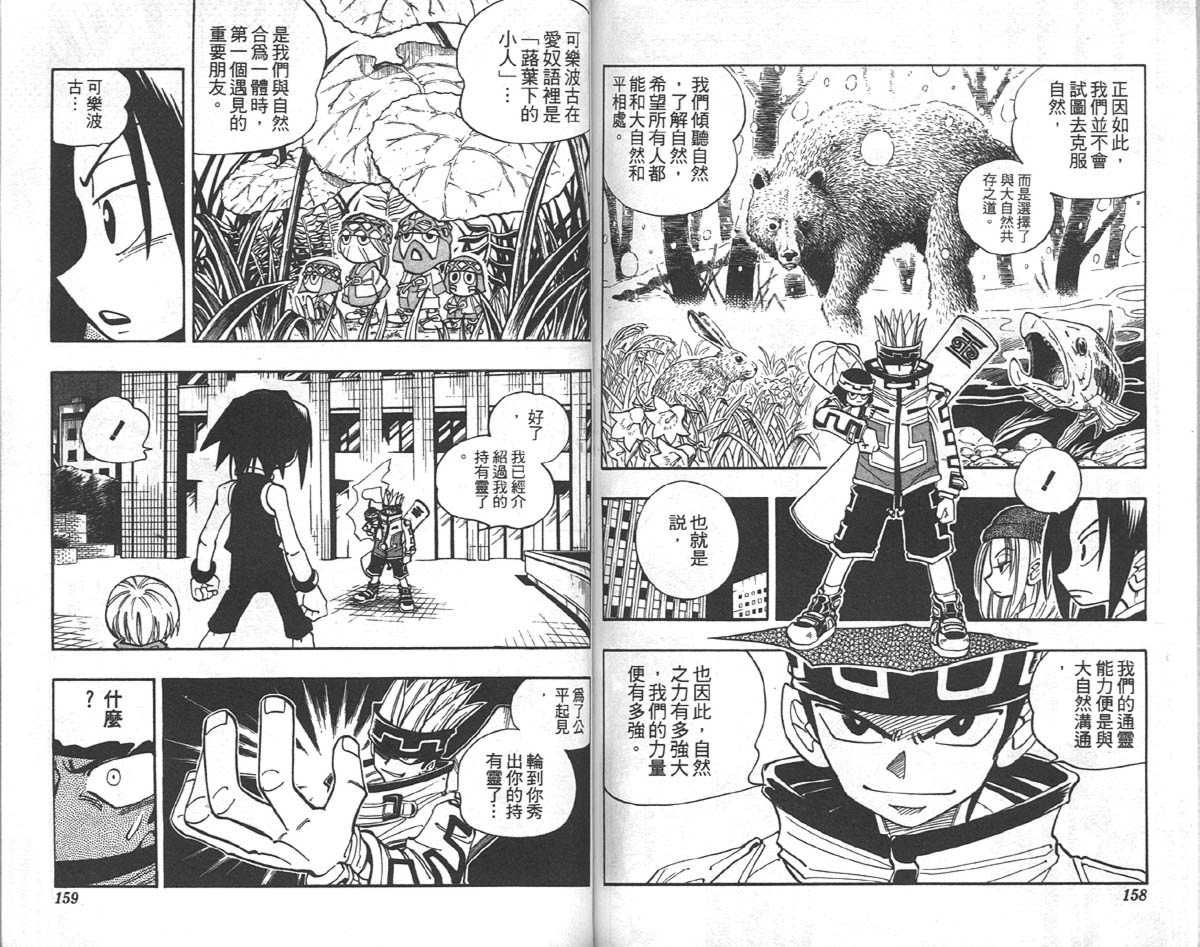 正因如此，
我們並不會
試圖去克服
自然，
而是選擇了
與大自然共
存之道。
我們傾聽自然
，了解自然，
希望所有人都
能和大自然和
平相處。
！
也就是
說，
我們的通靈
能力便是與
大自然溝通
，
也因此，自然
之力有多強大
，我們的力量
便有多強。
158
可樂波古在
愛奴語裡是
「蕗葉下的
小人」…
是我們與自然
合為一體時，
第一個遇見的
重要朋友。
可樂波
古…
好了
，
我已經介
紹過我的
持有靈了
。
！
為了公
平起見
，
輪到你秀
出你的持
有靈了…
什麼
？
159